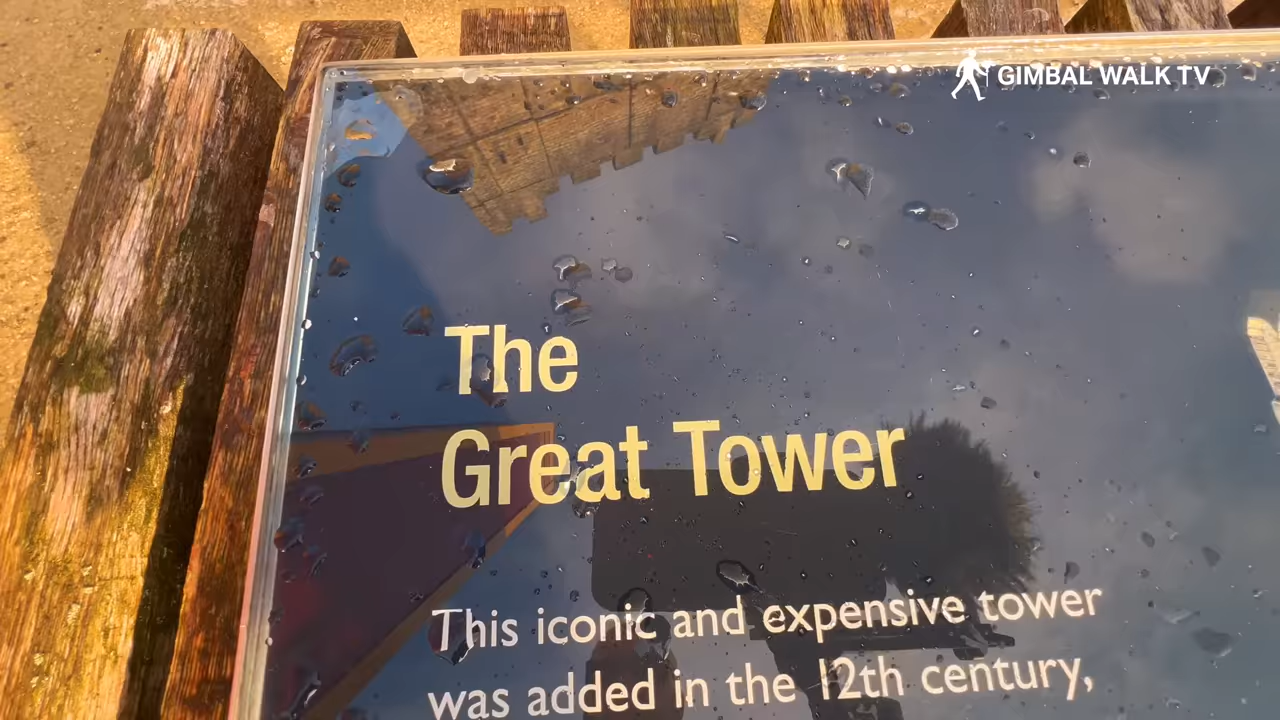 GIMBAL WALK TV
The
Great Tower
This iconic and expensive tower
was added in the 12th century,